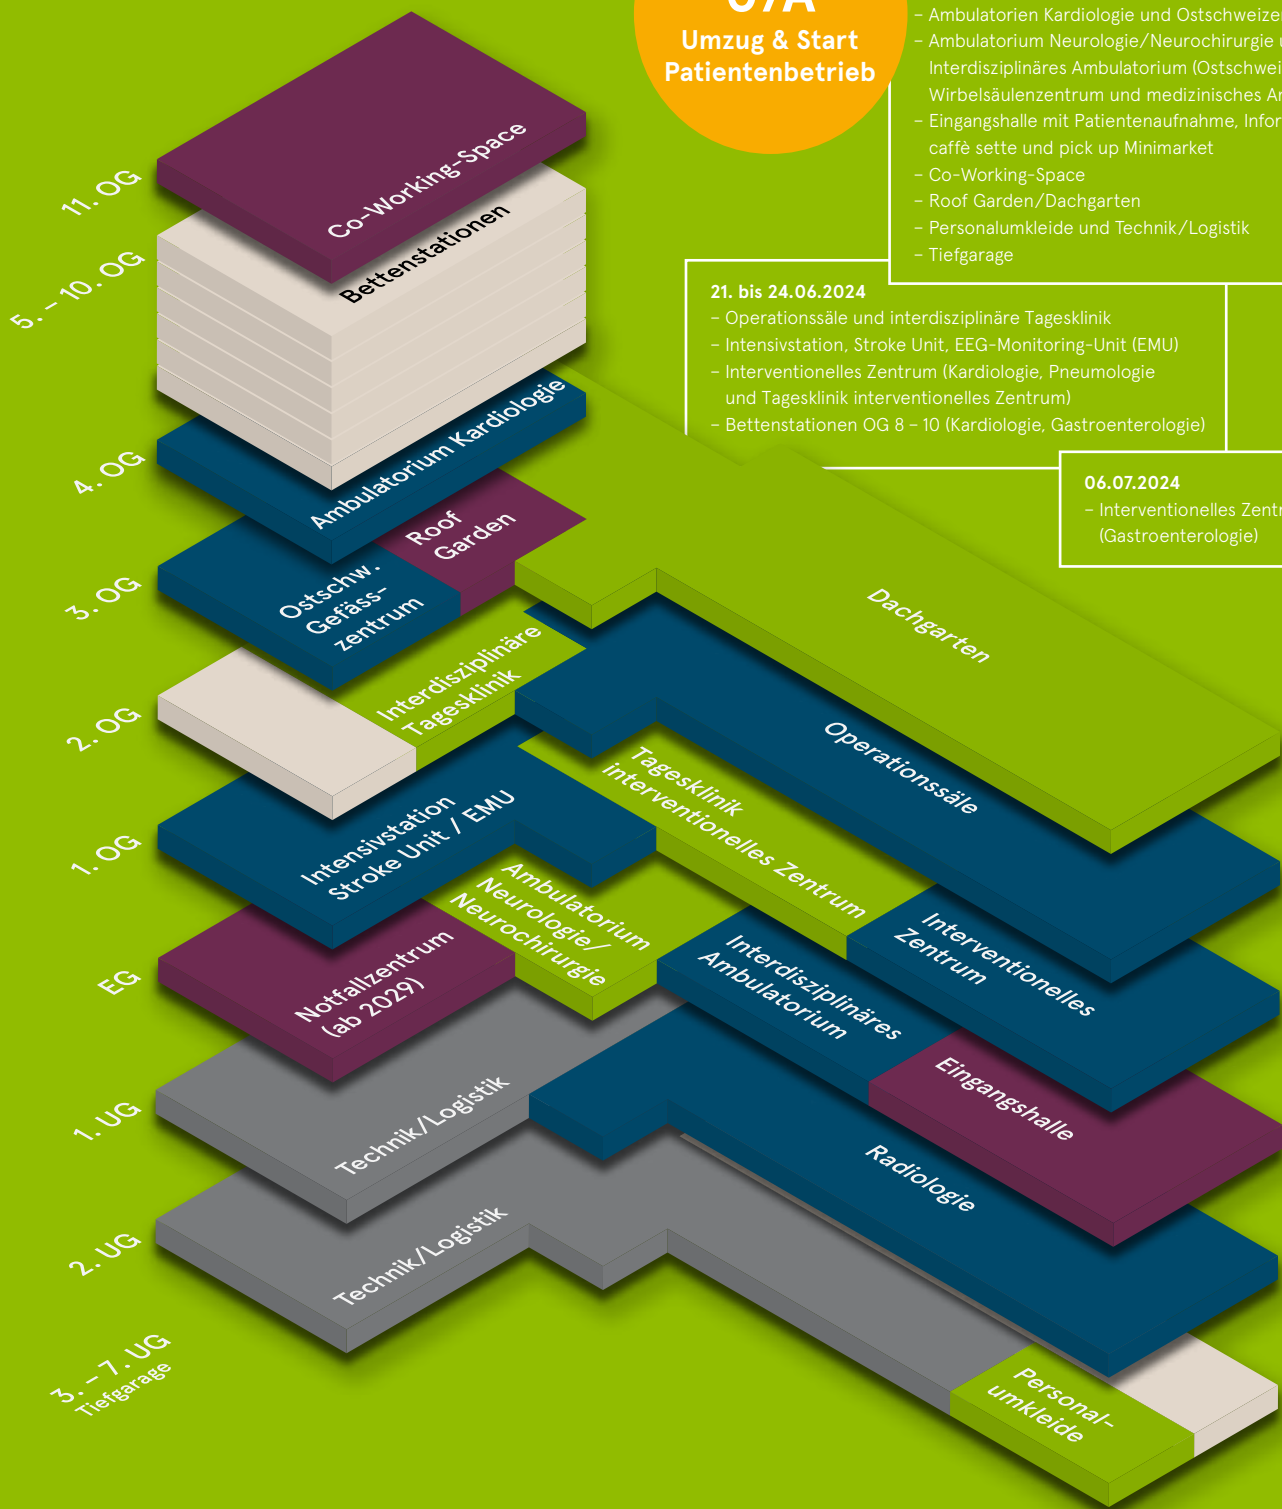 07A
Umzug & Start
Patientenbetrieb
– Ambulatorien Kardiologie und
– Ambulatorium Neurologie/Neurochirurgie
Interdisziplinäres Ambulatorium
Wirbelsäulenzentrum und medizinisches
– Eingangshalle mit Patientenaufnahme,
caffè sette und pick up Minimarket
– Co-Working-Space
– Roof Garden/Dachgarten
– Personalumkleide und Technik/Logistik
– Tiefgarage
21. bis 24.06.2024
– Operationssäle und interdisziplinäre Tagesklinik
– Intensivstation, Stroke Unit, EEG-Monitoring-Unit (EMU)
– Interventionelles Zentrum (Kardiologie, Pneumologie
und Tagesklinik interventionelles Zentrum)
– Bettenstationen OG 8 – 10 (Kardiologie, Gastroenterologie)
06.07.2024
– Interventionelles
(Gastroenterologie)
11. OG
Co-Working-Space
5. – 10. OG
Bettenstationen
4. OG
Ambulatorium Kardiologie
3. OG
Ostschw.
Gefäss-
zentrum
Roof
Garden
Dachgarten
2. OG
Interdisziplinäre
Tagesklinik
Operationssäle
1. OG
Intensivstation
Stroke Unit / EMU
Tagesklinik
interventionelles Zentrum
Interventionelles
Zentrum
EG
Notfallzentrum
(ab 2029)
Ambulatorium
Neurologie/
Neurochirurgie
Interdisziplinäres
Ambulatorium
Eingangshalle
1. UG
Technik/Logistik
Radiologie
2. UG
Technik/Logistik
Personal-
umkleide
3. – 7. UG
Tiefgarage